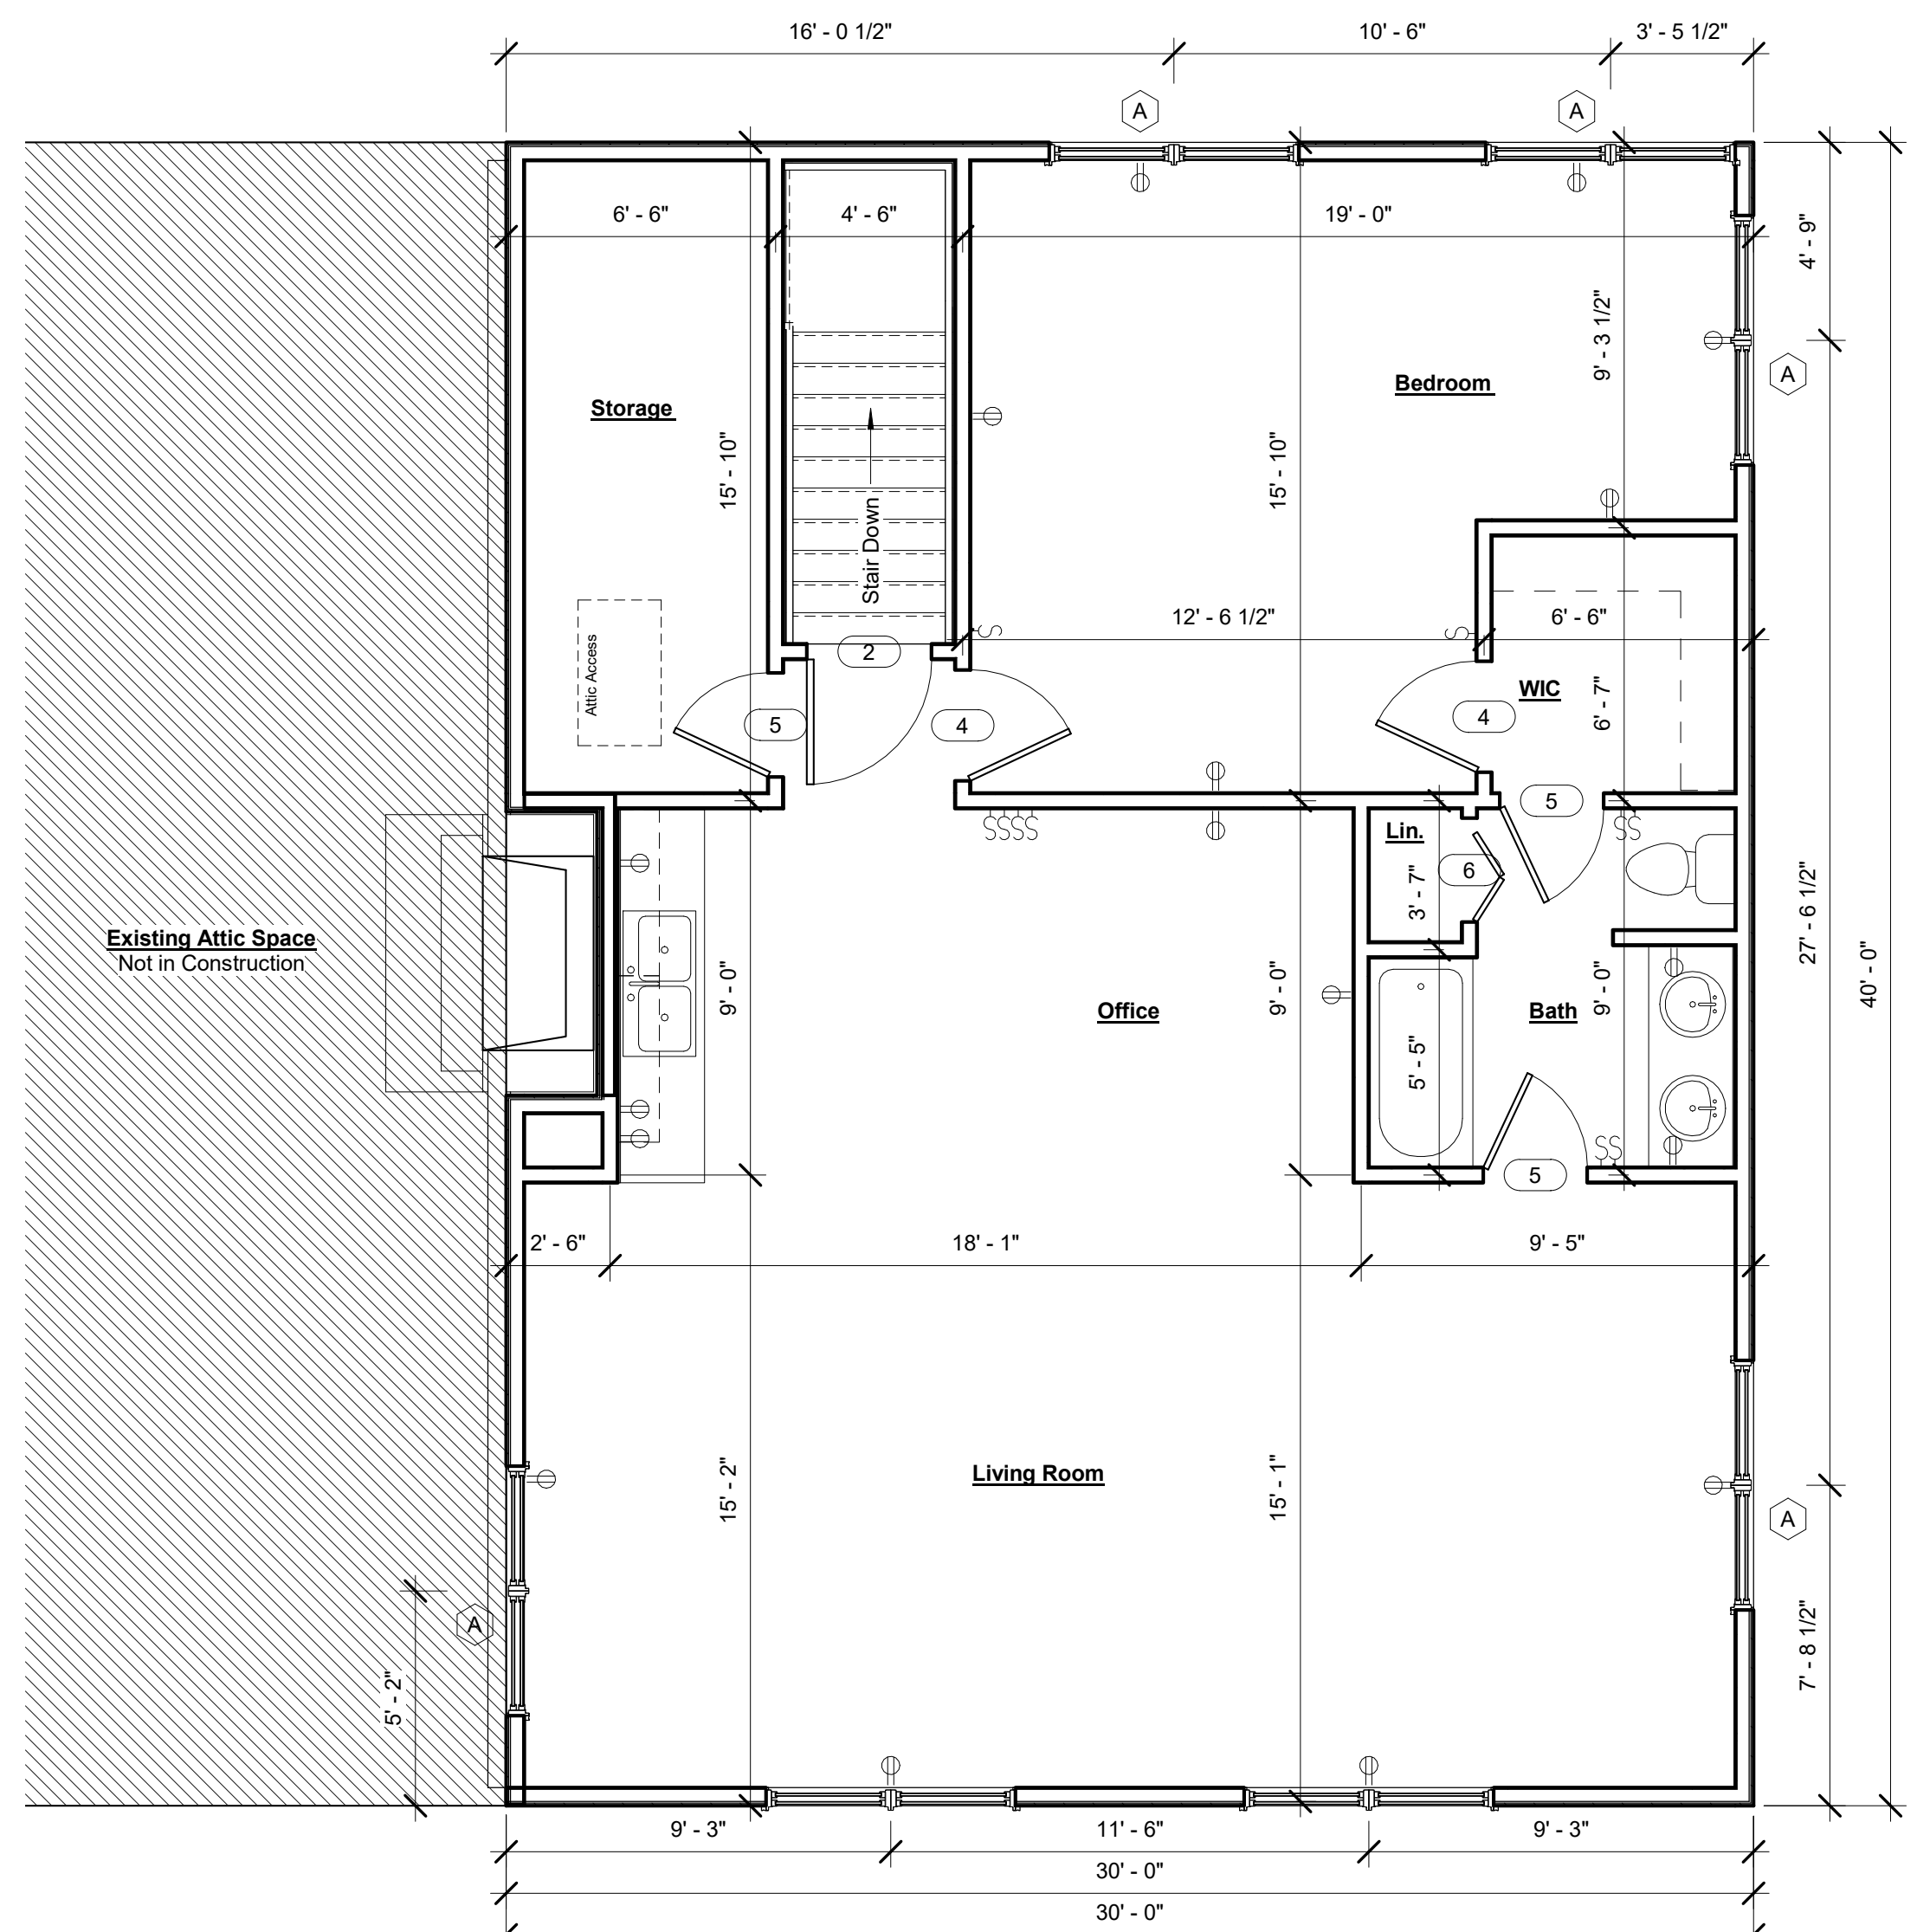 16' - 0 1/2"
10' - 6"
3' - 5 1/2"
A
A
6' - 6"
4' - 6"
19' - 0"
4' - 9"
9' - 3 1/2"
A
Bedroom
Storage
15' - 10"
15' - 10"
Stair Down
12' - 6 1/2"
6' - 6"
2
Attic Access
WIC
6' - 7"
5
4
4
5
S
S
SSSS
SS
Lin.
6
3' - 7"
27' - 6 1/2"
40' - 0"
Existing Attic Space
Not in Construction
9' - 0"
9' - 0"
9' - 0"
Office
Bath
5' - 5"
SS
5
2' - 6"
18' - 1"
9' - 5"
Living Room
15' - 2"
15' - 1"
A
A
5' - 2"
7' - 8 1/2"
9' - 3"
11' - 6"
9' - 3"
30' - 0"
30' - 0"